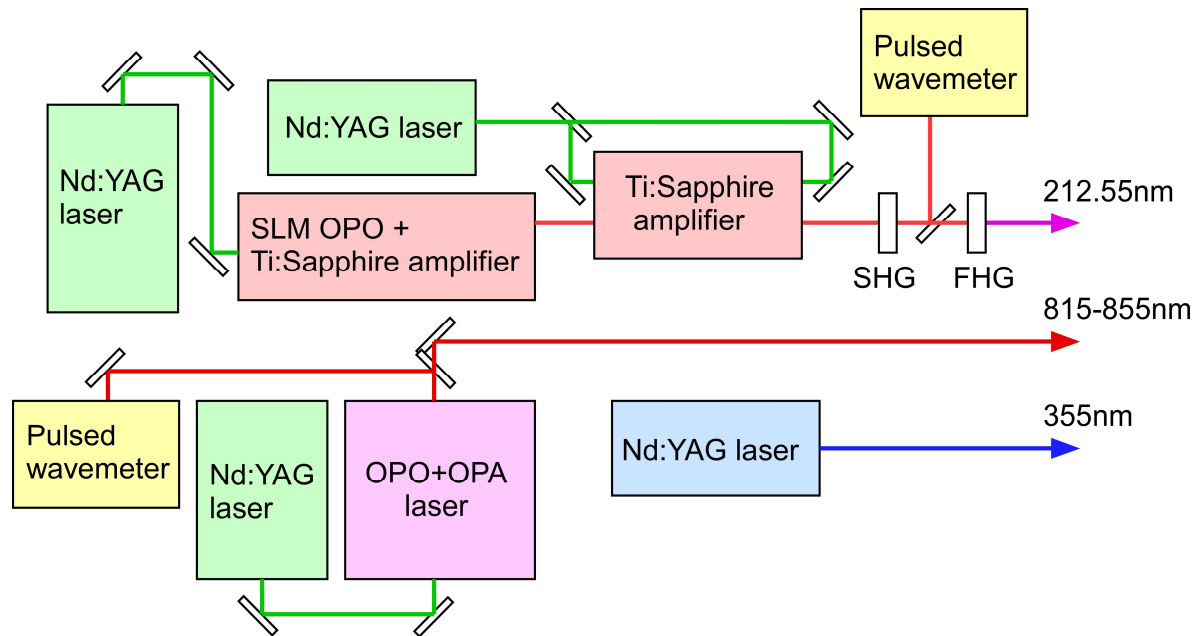 Pulsed
wavemeter
Nd:YAG laser
Nd:YAG
laser
Ti:Sapphire
amplifier
212.55nm
SLM OPO +
Ti:Sapphire amplifier
SHG
FHG
815-855nm
355nm
Pulsed
wavemeter
Nd:YAG
laser
OPO+OPA
laser
Nd:YAG laser